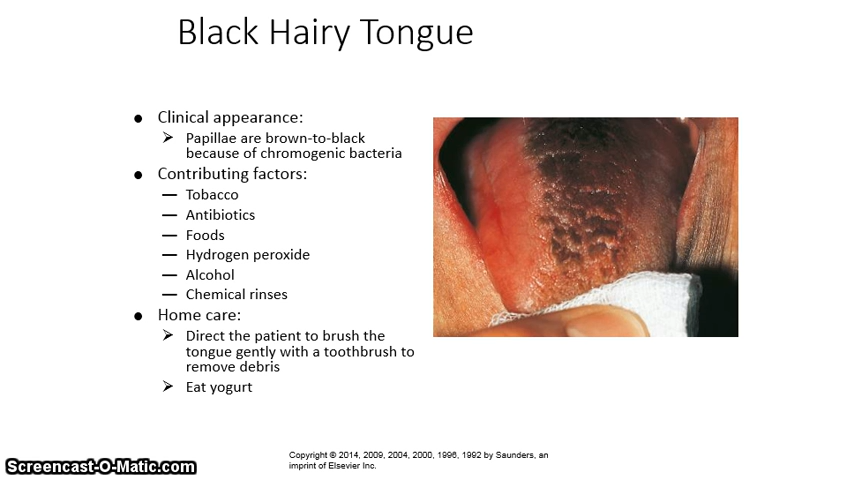 Black Hairy Tongue
● Clinical appearance:
➢ Papillae are brown-to-black
because of chromogenic bacteria
● Contributing factors:
— Tobacco
— Antibiotics
— Foods
— Hydrogen peroxide
— Alcohol
— Chemical rinses
● Home care:
➢ Direct the patient to brush the
tongue gently with a toothbrush to
remove debris
➢ Eat yogurt
Copyright © 2014, 2009, 2004, 2000, 1996, 1992 by Saunders, an
imprint of Elsevier Inc.
Screencast-O-Matic.com